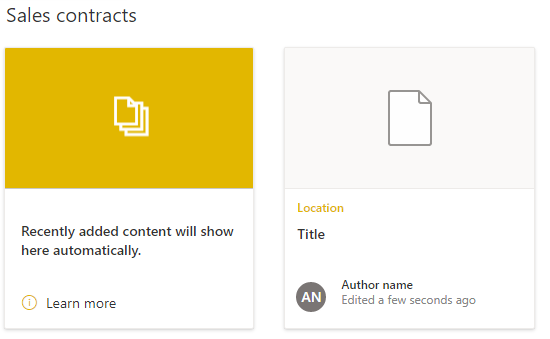 Sales contracts
Recently added content will show
here automatically.
Learn more
Location
Title
AN
Author name
Edited a few seconds ago